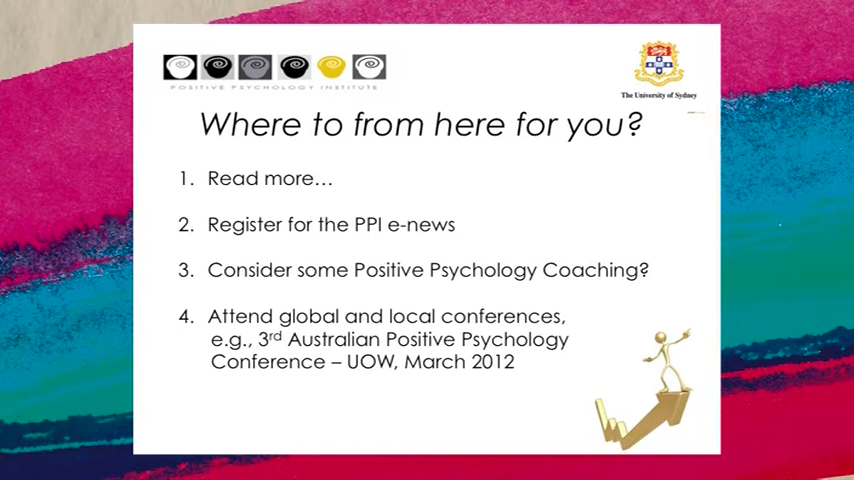 POSITIVE PSYCHOLOGY INSTITUTE
The University of Sydney
Where to from here for you?
1. Read more…
2. Register for the PPI e-news
3. Consider some Positive Psychology Coaching?
4. Attend global and local conferences,
e.g., 3rd Australian Positive Psychology
Conference – UOW, March 2012